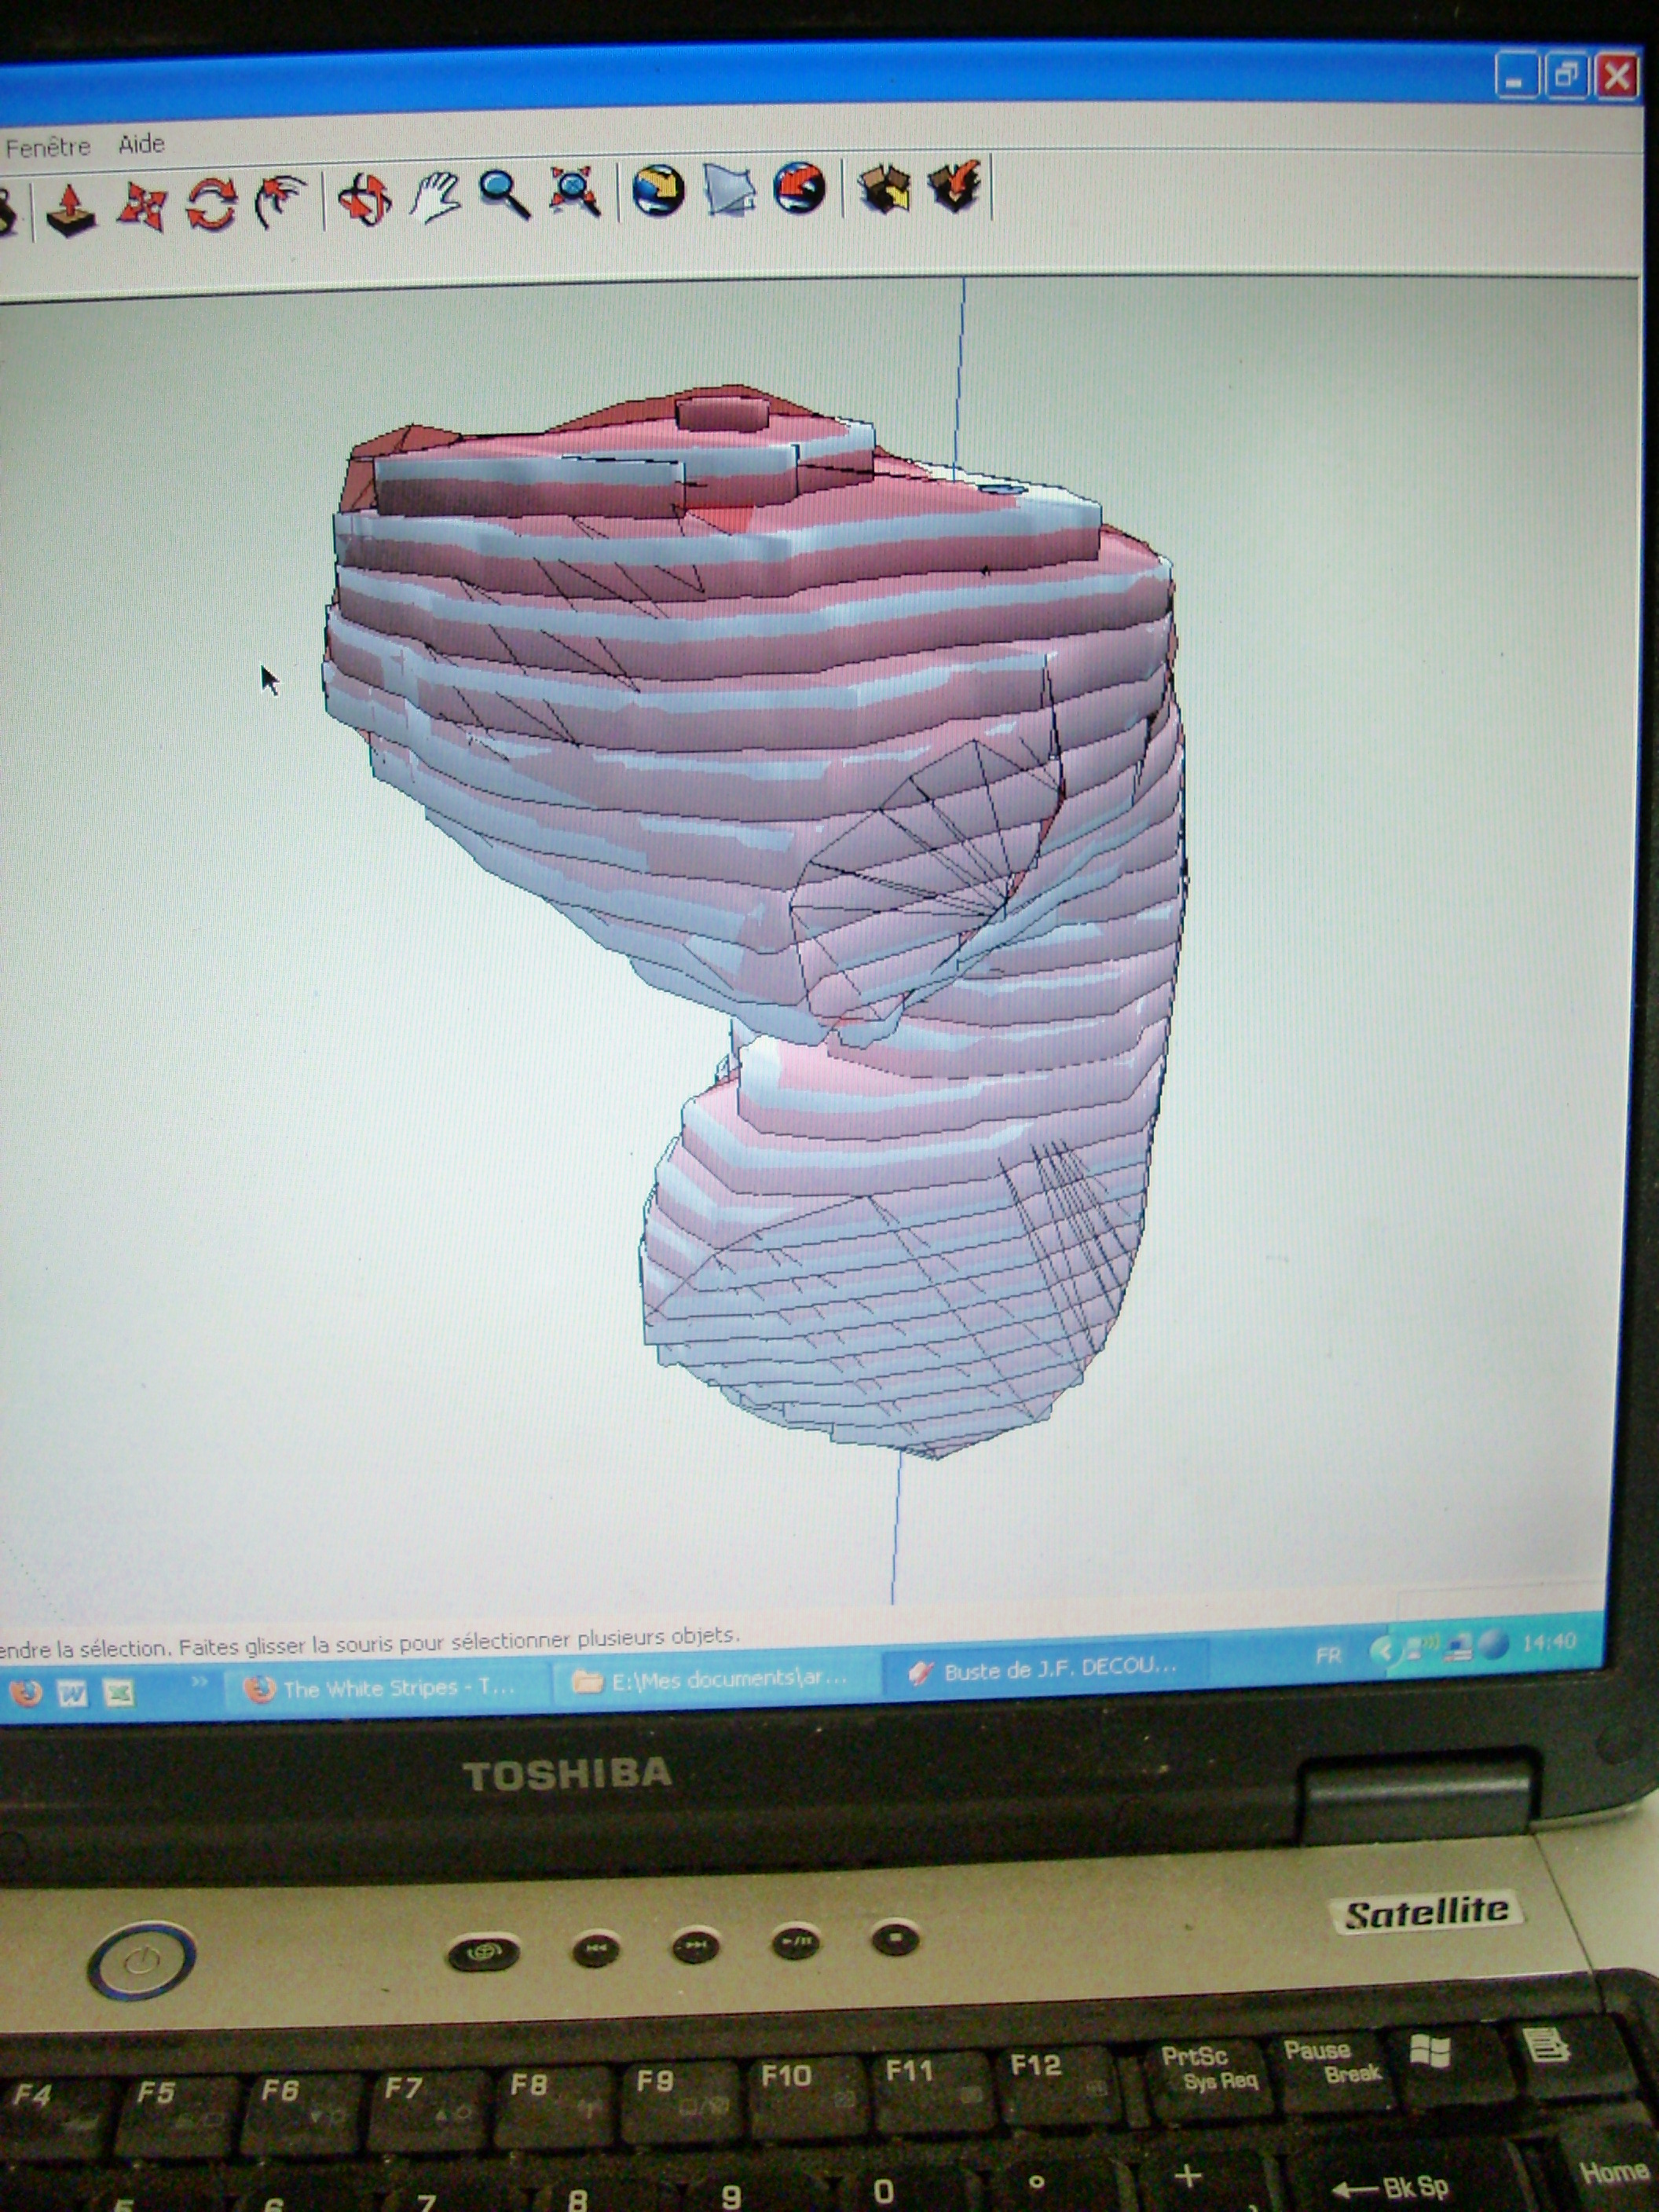 Fenêtre Aide
endre la sélection. Faites glisser la souris pour sélectionner plusieurs objets.
The White Stripes - T... E:\Mes documents\ar... Buste de J.F. DECOU... FR 14:40
TOSHIBA
Satellite
F4 F5 F6 F7 F8 F9 F10 F11 F12 PrtSc Pause
Sys Req Break
5 6 7 8 9 0 ° + ←Bk Sp Home